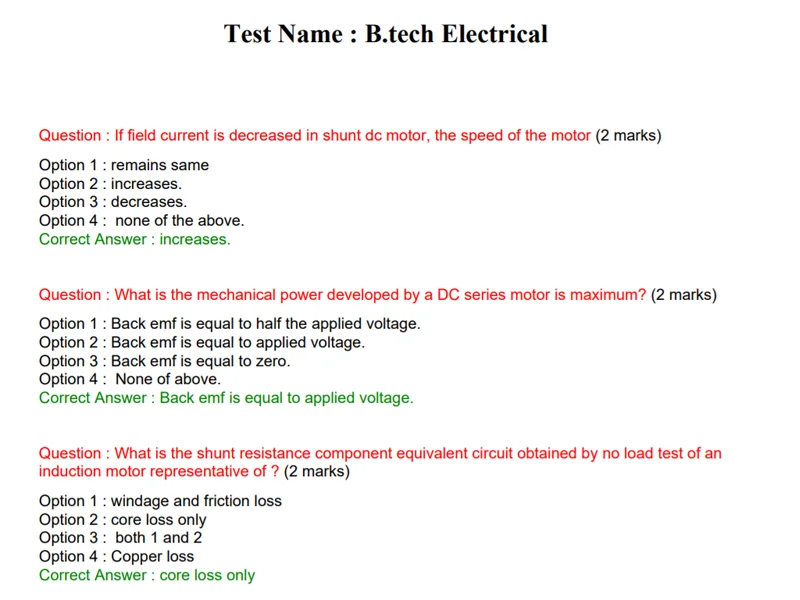 Test Name : B.tech Electrical
Question : If field current is decreased in shunt dc motor, the speed of the motor (2 marks)
Option 1 : remains same
Option 2 : increases.
Option 3 : decreases.
Option 4 :  none of the above.
Correct Answer : increases.
Question : What is the mechanical power developed by a DC series motor is maximum? (2 marks)
Option 1 : Back emf is equal to half the applied voltage.
Option 2 : Back emf is equal to applied voltage.
Option 3 : Back emf is equal to zero.
Option 4 :  None of above.
Correct Answer : Back emf is equal to applied voltage.
Question : What is the shunt resistance component equivalent circuit obtained by no load test of an
induction motor representative of ? (2 marks)
Option 1 : windage and friction loss
Option 2 : core loss only
Option 3 :  both 1 and 2
Option 4 : Copper loss
Correct Answer : core loss only